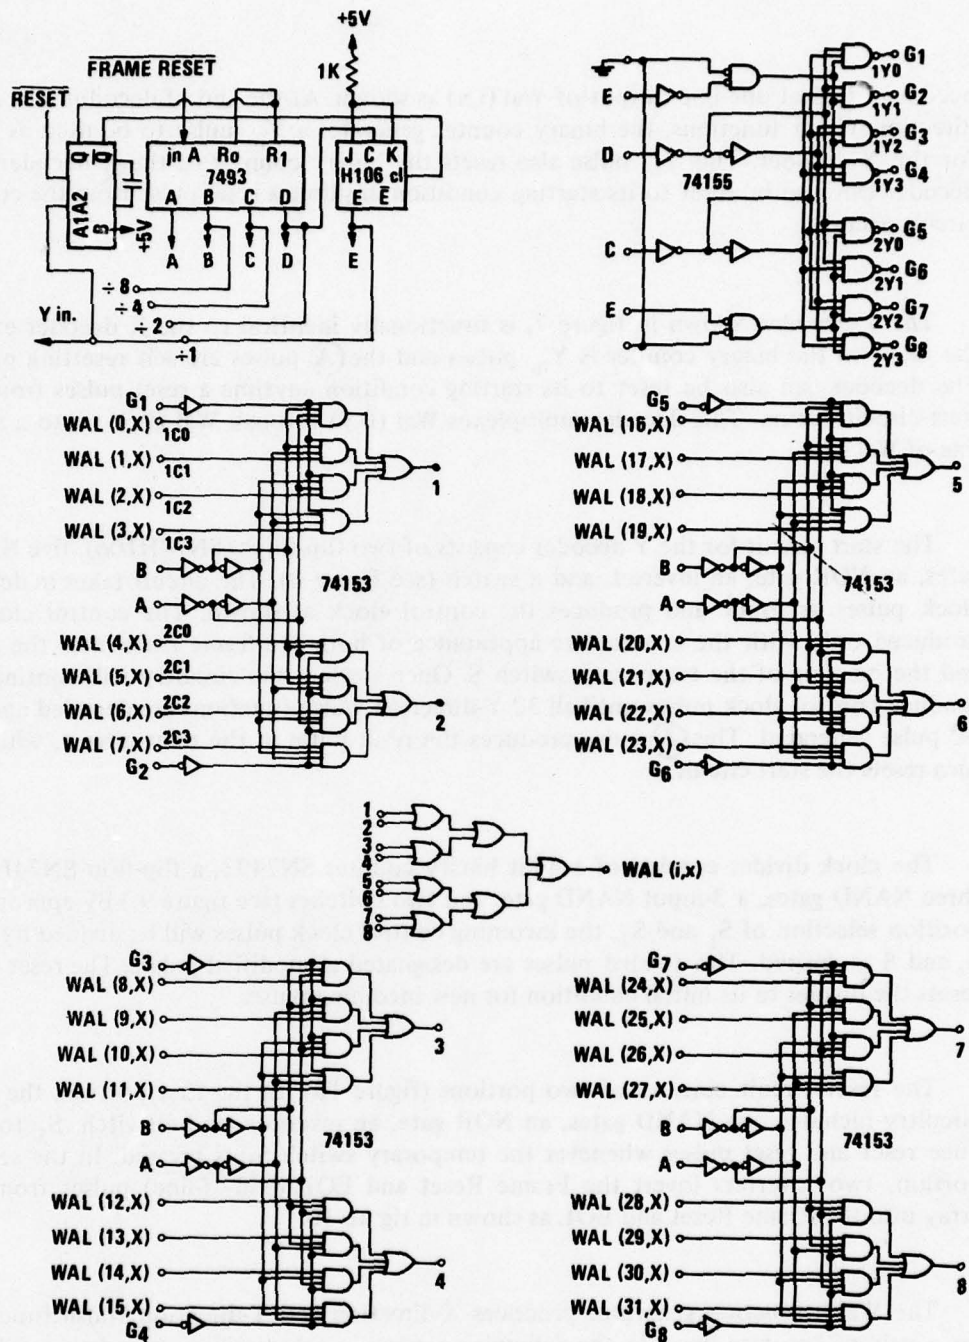 +5V
1K
FRAME RESET
RESET
Q Q
A1A2
B
+5V
in A Ro R1
7493
A B C D
J C K
H106 cl
E E
A B C D E
÷ 8
÷ 4
÷ 2
÷1
Y in.
E
D
C
E
74155
G1
1Y0
1Y1
G3
1Y2
G4
1Y3
G5
2Y0
G6
2Y1
G7
2Y2
G8
2Y3
G1
WAL (0,X)
1C0
WAL (1,X)
1C1
WAL (2,X)
1C2
WAL (3,X)
1C3
B
A
74153
WAL (4,X) 2C0
WAL (5,X) 2C1
WAL (6,X) 2C2
WAL (7,X) 2C3
G2
1
2
G5
WAL (16,X)
WAL (17,X)
WAL (18,X)
WAL (19,X)
B
A
74153
WAL (20,X)
WAL (21,X)
WAL (22,X)
WAL (23,X)
G6
5
6
1
2
3
4
5
6
7
8
WAL (i,x)
G3
WAL (8,X)
WAL (9,X)
WAL (10,X)
WAL (11,X)
B
A
74153
WAL (12,X)
WAL (13,X)
WAL (14,X)
WAL (15,X)
G4
3
4
G7
WAL (24,X)
WAL (25,X)
WAL (26,X)
WAL (27,X)
B
A
74153
WAL (28,X)
WAL (29,X)
WAL (30,X)
WAL (31,X)
G8
7
8